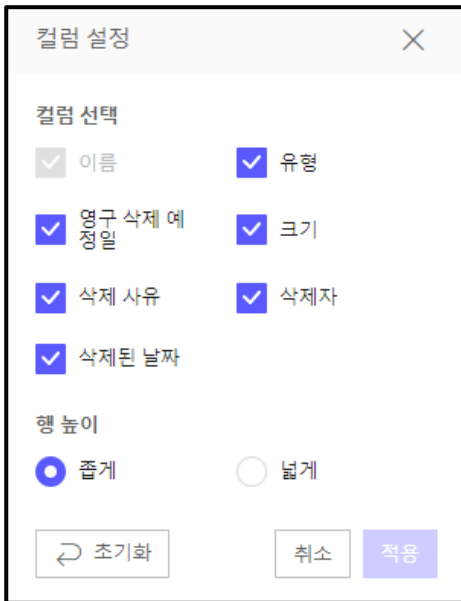 컬럼 설정
컬럼 선택
이름
유형
영구 삭제 예
정일
크기
삭제 사유
삭제자
삭제된 날짜
행 높이
좁게
넓게
초기화
취소
적용